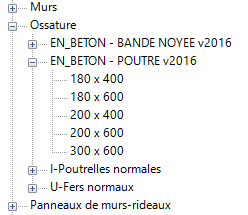 Murs
Ossature
EN_BETON - BANDE NOYEE v2016
EN_BETON - POUTRE v2016
180 x 400
180 x 600
200 x 400
200 x 600
300 x 600
I-Poutrelles normales
U-Fers normaux
Panneaux de murs-rideaux